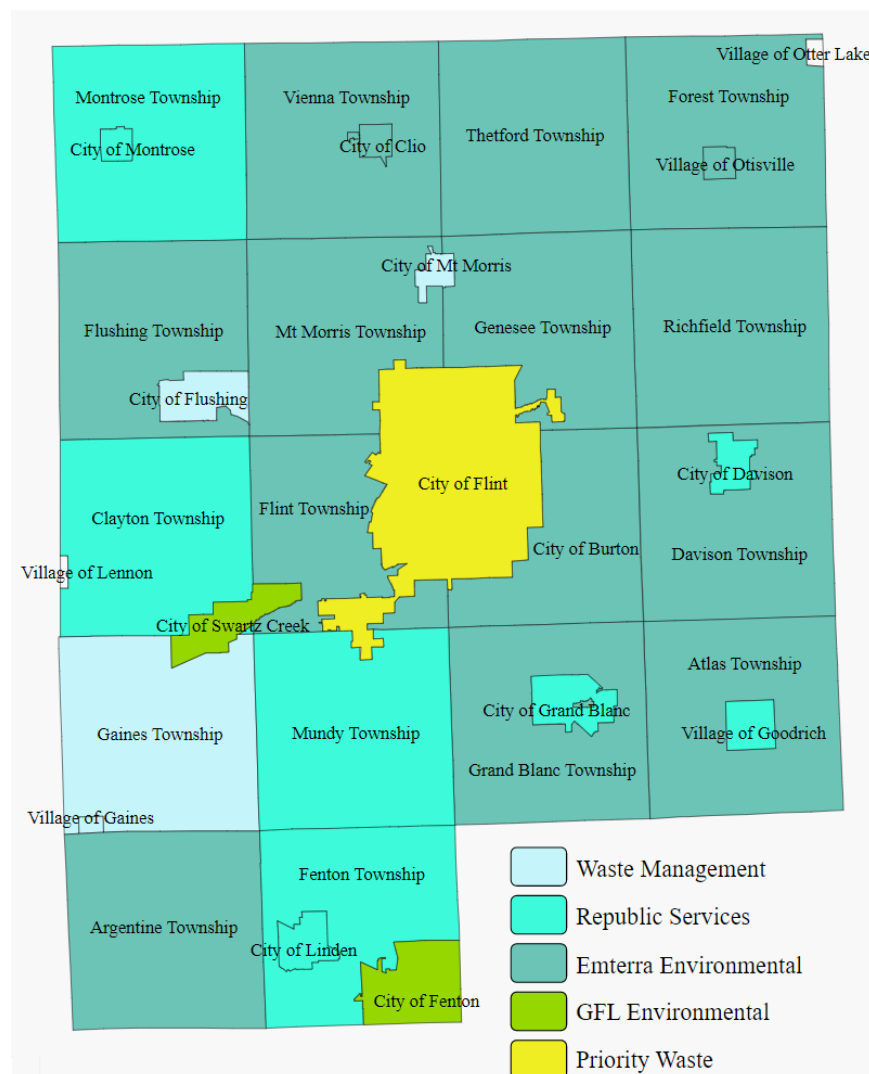 Village of Otter Lake
Montrose Township
Vienna Township
Forest Township
Thetford Township
City of Montrose
City of Clio
Village of Otisville
City of Mt Morris
Flushing Township
Mt Morris Township
Genesee Township
Richfield Township
City of Flushing
City of Flint
City of Davison
Clayton Township
Flint Township
City of Burton
Davison Township
Village of Lennon
City of Swartz Creek
Atlas Township
Gaines Township
Mundy Township
City of Grand Blanc
Village of Goodrich
Grand Blanc Township
Village of Gaines
Fenton Township
Argentine Township
City of Linden
City of Fenton
Waste Management
Republic Services
Emterra Environmental
GFL Environmental
Priority Waste